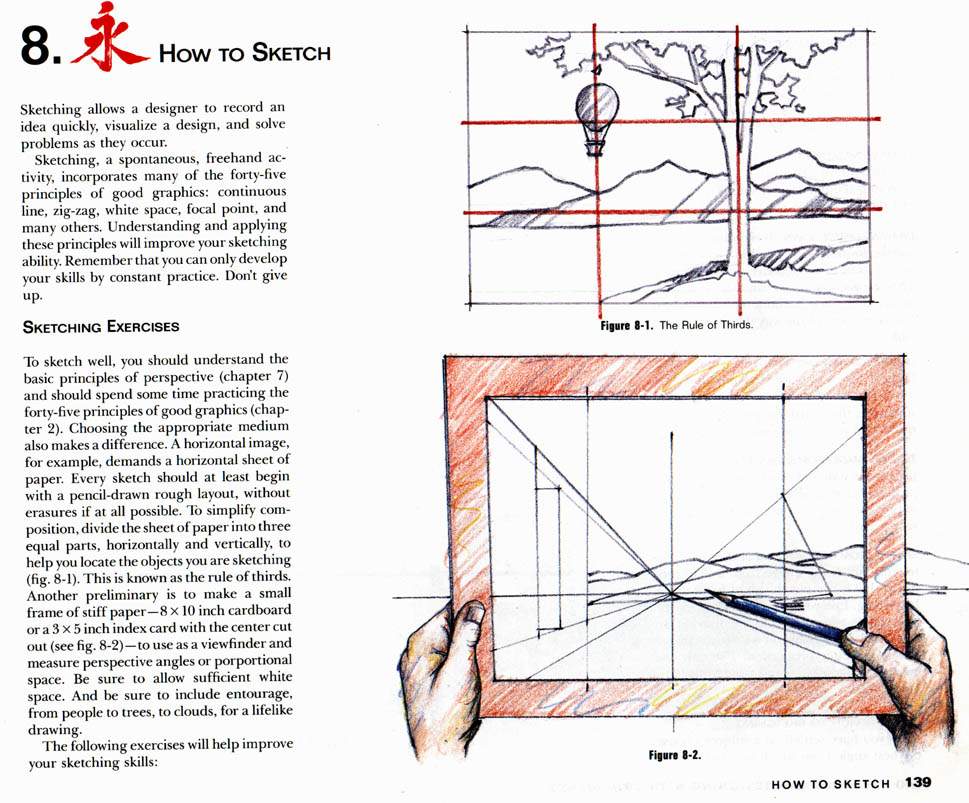 8. 永 HOW TO SKETCH
Sketching allows a designer to record an
idea quickly, visualize a design, and solve
problems as they occur.
Sketching, a spontaneous, freehand ac-
tivity, incorporates many of the forty-five
principles of good graphics: continuous
line, zig-zag, white space, focal point, and
many others. Understanding and applying
these principles will improve your sketching
ability. Remember that you can only develop
your skills by constant practice. Don't give
up.
SKETCHING EXERCISES
To sketch well, you should understand the
basic principles of perspective (chapter 7)
and should spend some time practicing the
forty-five principles of good graphics (chap-
ter 2). Choosing the appropriate medium
also makes a difference. A horizontal image,
for example, demands a horizontal sheet of
paper. Every sketch should at least begin
with a pencil-drawn rough layout, without
erasures if at all possible. To simplify com-
position, divide the sheet of paper into three
equal parts, horizontally and vertically, to
help you locate the objects you are sketching
(fig. 8-1). This is known as the rule of thirds.
Another preliminary is to make a small
frame of stiff paper—8 × 10 inch cardboard
or a 3 × 5 inch index card with the center cut
out (see fig. 8-2)—to use as a viewfinder and
measure perspective angles or porportional
space. Be sure to allow sufficient white
space. And be sure to include entourage,
from people to trees, to clouds, for a lifelike
drawing.
The following exercises will help improve
your sketching skills:
Figure 8-1. The Rule of Thirds.
Figure 8-2.
HOW TO SKETCH 139